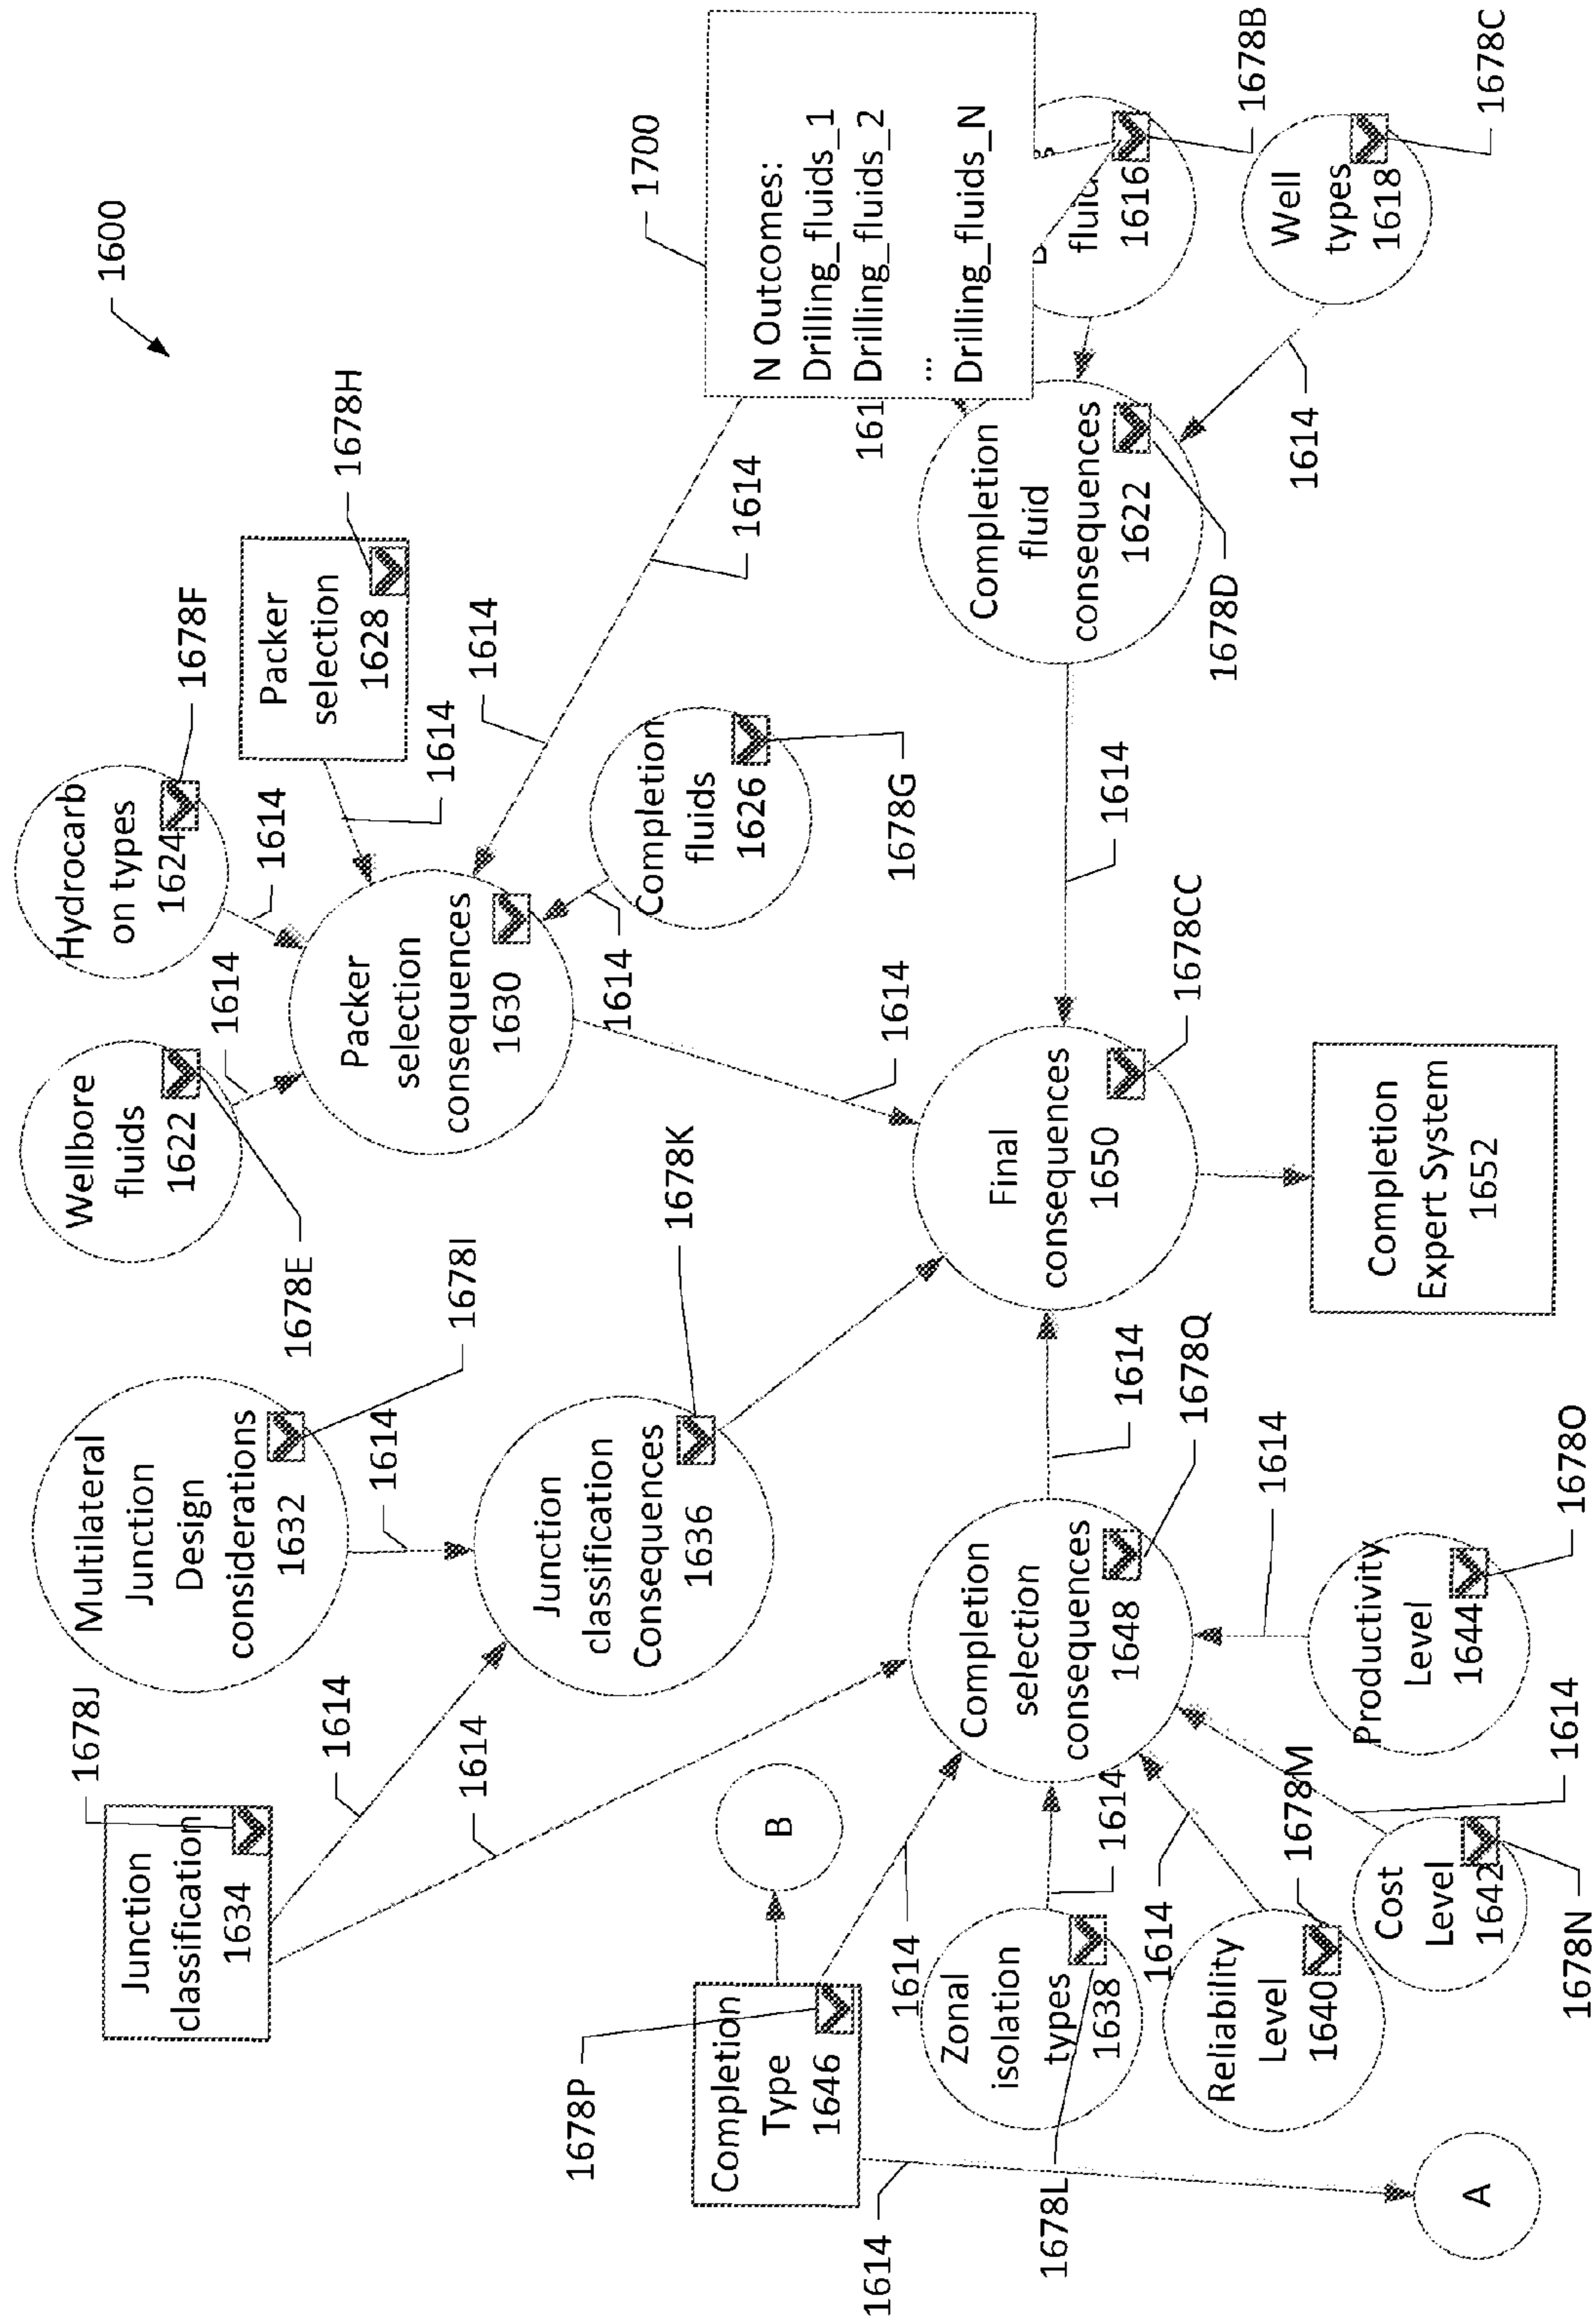 1600
1700
N Outcomes:
Drilling_fluids_1
Drilling_fluids_2
...
Drilling_fluids_N
161
fluid
1616
1678B
Well
types
1618
1678C
1614
Completion
fluid
consequences
1622
1678D
1614
1614
1614
Hydrocarb
on types
1624
1678F
1614
Packer
selection
1628
1678H
1614
Wellbore
fluids
1622
1678E
1614
Packer
selection
consequences
1630
1614
Completion
fluids
1626
1678G
1614
1614
Multilateral
Junction
Design
considerations
1632
1678I
1614
Junction
classification
1634
1678J
1614
1614
Junction
classification
Consequences
1636
1678K
Final
consequences
1650
1678CC
Completion
Expert System
1652
Completion
selection
consequences
1648
1678Q
1614
Completion
Type
1646
1678P
B
1614
1614
A
Zonal
isolation
types
1638
1678L
1614
Reliability
Level
1640
1678M
1614
Cost
Level
1642
1678N
1614
Productivity
Level
1644
1678O
1614